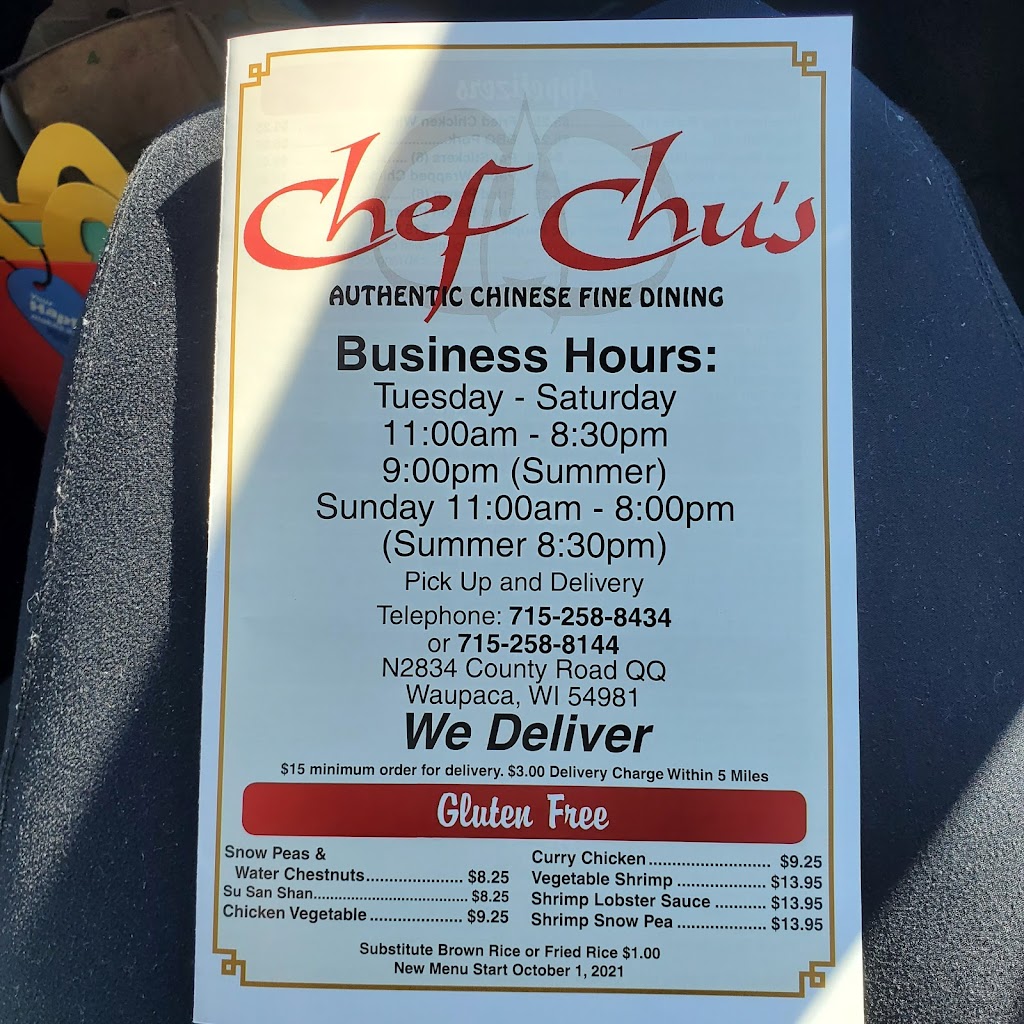 Chef Chu's
AUTHENTIC CHINESE FINE DINING
Business Hours:
Tuesday - Saturday
11:00am - 8:30pm
9:00pm (Summer)
Sunday 11:00am - 8:00pm
(Summer 8:30pm)
Pick Up and Delivery
Telephone: 715-258-8434
or 715-258-8144
N2834 County Road QQ
Waupaca, WI 54981
We Deliver
$15 minimum order for delivery. $3.00 Delivery Charge Within 5 Miles
Gluten Free
Snow Peas &
Water Chestnuts..................... $8.25
Su San Shan........................................ $8.25
Chicken Vegetable.................... $9.25
Curry Chicken.......................... $9.25
Vegetable Shrimp ................... $13.95
Shrimp Lobster Sauce ........... $13.95
Shrimp Snow Pea ................... $13.95
Substitute Brown Rice or Fried Rice $1.00
New Menu Start October 1, 2021